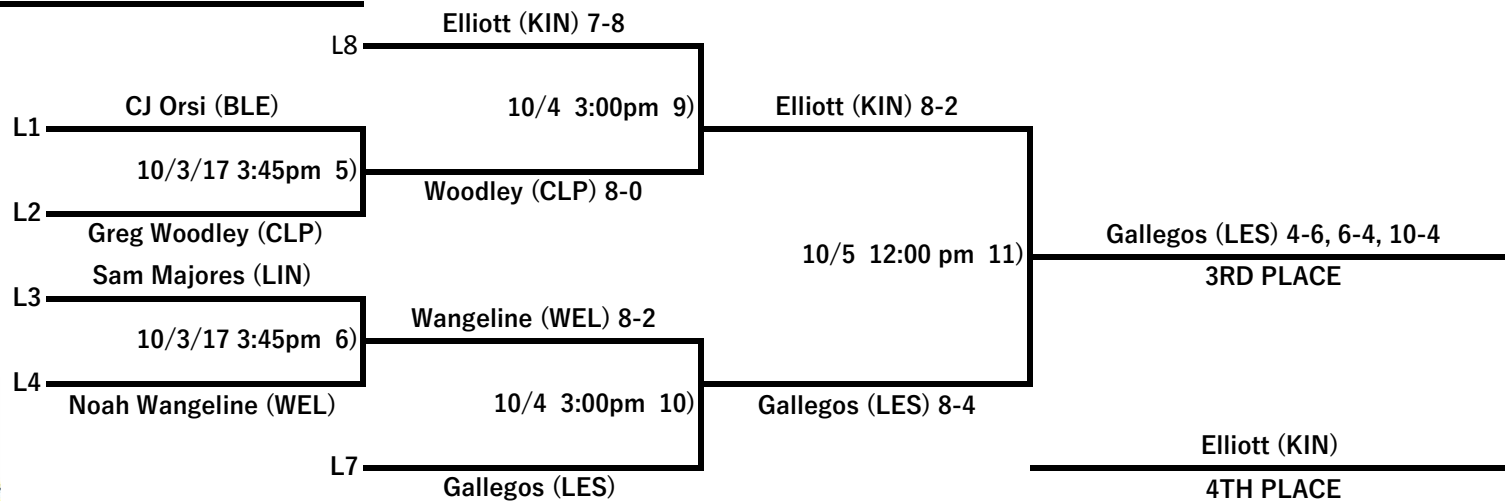 Elliott (KIN) 7-8
L8
CJ Orsi (BLE)
10/4 3:00pm 9)
Elliott (KIN) 8-2
L1
10/3/17 3:45pm 5)
Woodley (CLP) 8-0
L2
Greg Woodley (CLP)
Gallegos (LES) 4-6, 6-4, 10-4
10/5 12:00 pm 11)
Sam Majores (LIN)
3RD PLACE
L3
Wangeline (WEL) 8-2
10/3/17 3:45pm 6)
L4
Noah Wangeline (WEL)
10/4 3:00pm 10)
Gallegos (LES) 8-4
Elliott (KIN)
L7
Gallegos (LES)
4TH PLACE